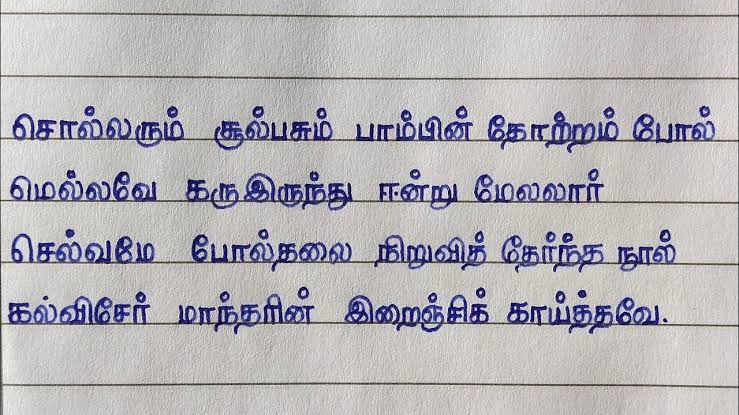 சொல்லரும் சூல்பசும் பாம்பின் தோற்றம் போல்
மெல்லவே கருஇருந்து ஈன்று மேலலார்
செல்வமே போல்தலை நிறுவித் தேர்ந்த நூல்
கல்விசேர் மாந்தரின் இறைஞ்சிக் காய்த்தவே.